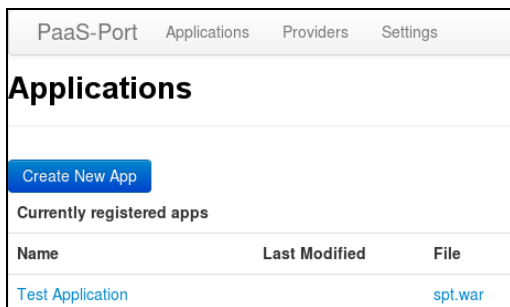 PaaS-Port Applications Providers Settings
Applications
Create New App
Currently registered apps
Name Last Modified File
Test Application spt.war